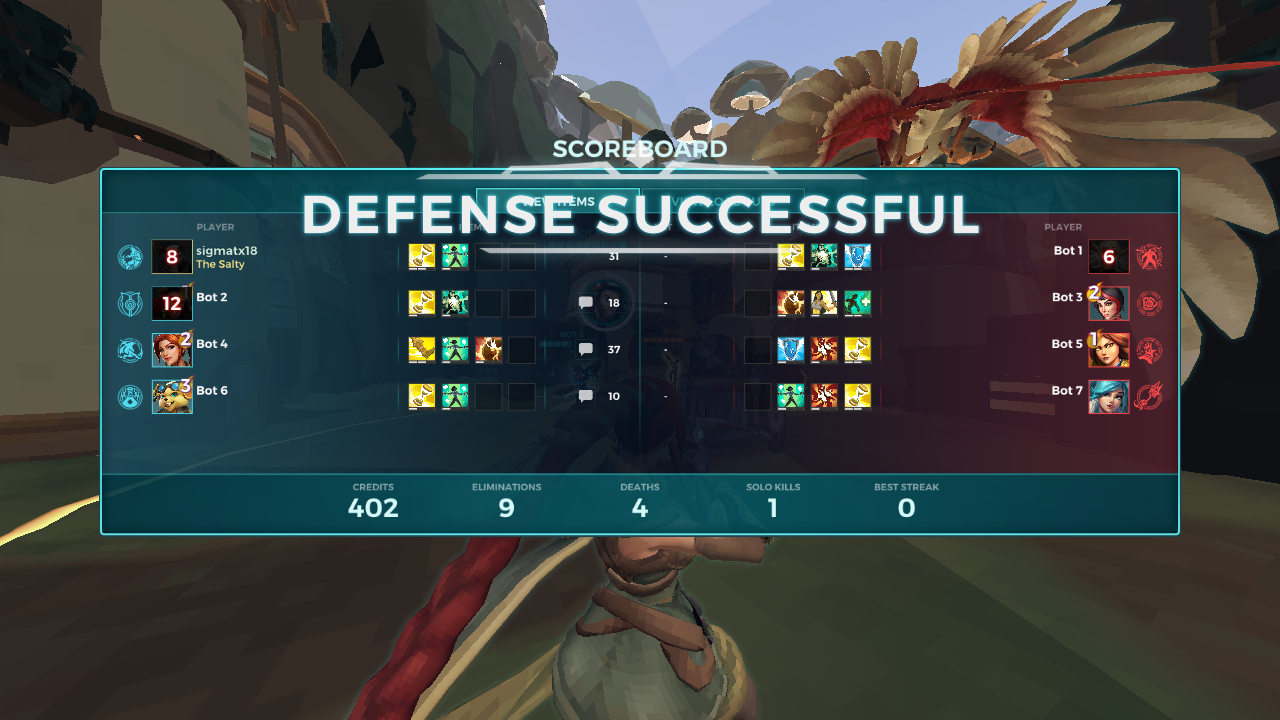 SCOREBOARD
DEFENSE SUCCESSFUL
PLAYER
PLAYER
8 sigmatx18 31 - Bot 1 6
The Salty
12 Bot 2 18 - Bot 3 2
2 Bot 4 37 - Bot 5 1
3 Bot 6 10 - Bot 7
CREDITS ELIMINATIONS DEATHS SOLO KILLS BEST STREAK
402 9 4 1 0